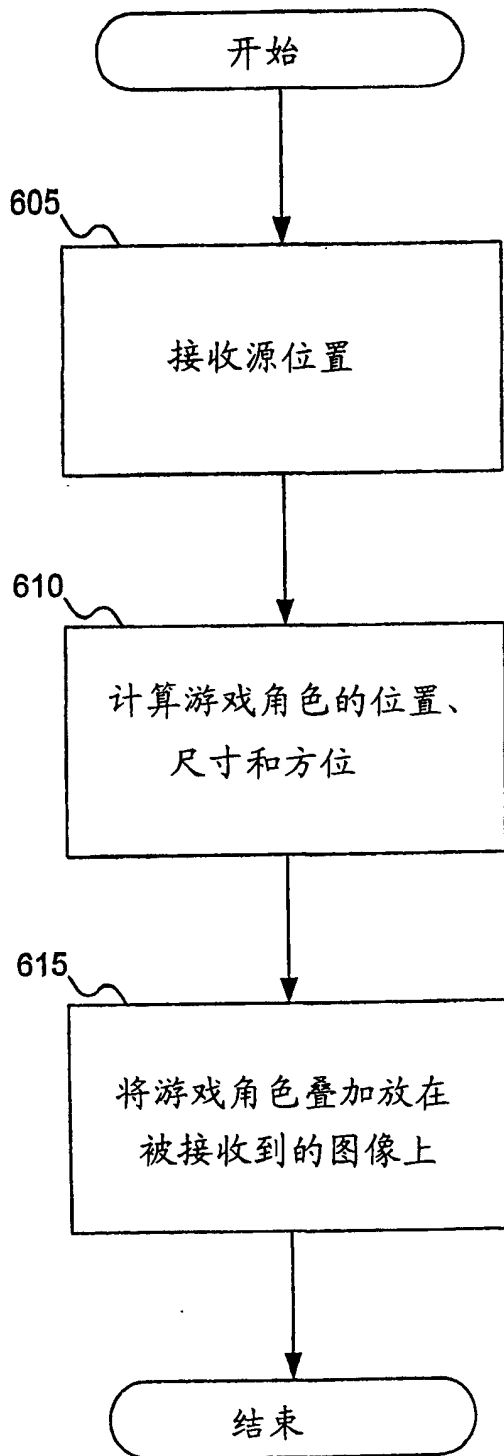 开始
605
接收源位置
610
计算游戏角色的位置、
尺寸和方位
615
将游戏角色叠加放在
被接收到的图像上
结束